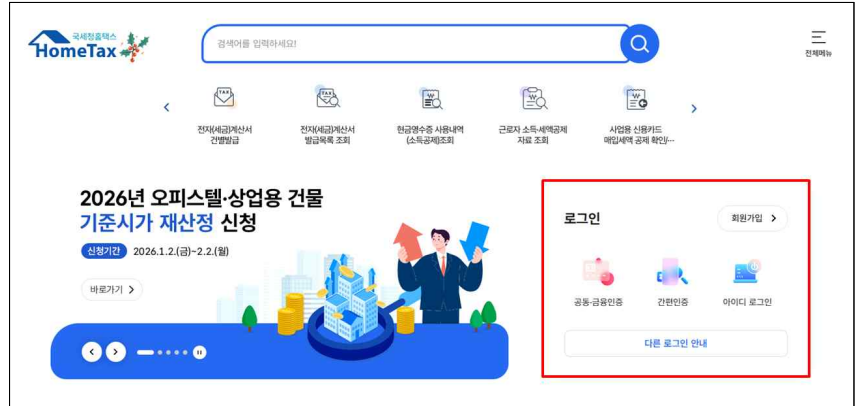 국세청홈택스
HomeTax
검색어를 입력하세요!
전체메뉴
TAX
TAX
전자(세금)계산서
건별발급
전자(세금)계산서
발급목록 조회
현금영수증 사용내역
(소득공제)조회
근로자 소득·세액공제
자료 조회
사업용 신용카드
매입세액 공제 확인/···
2026년 오피스텔·상업용 건물
기준시가 재산정 신청
신청기간 2026.1.2.(금)~2.2.(월)
바로가기
로그인
회원가입
공동·금융인증
간편인증
아이디 로그인
다른 로그인 안내